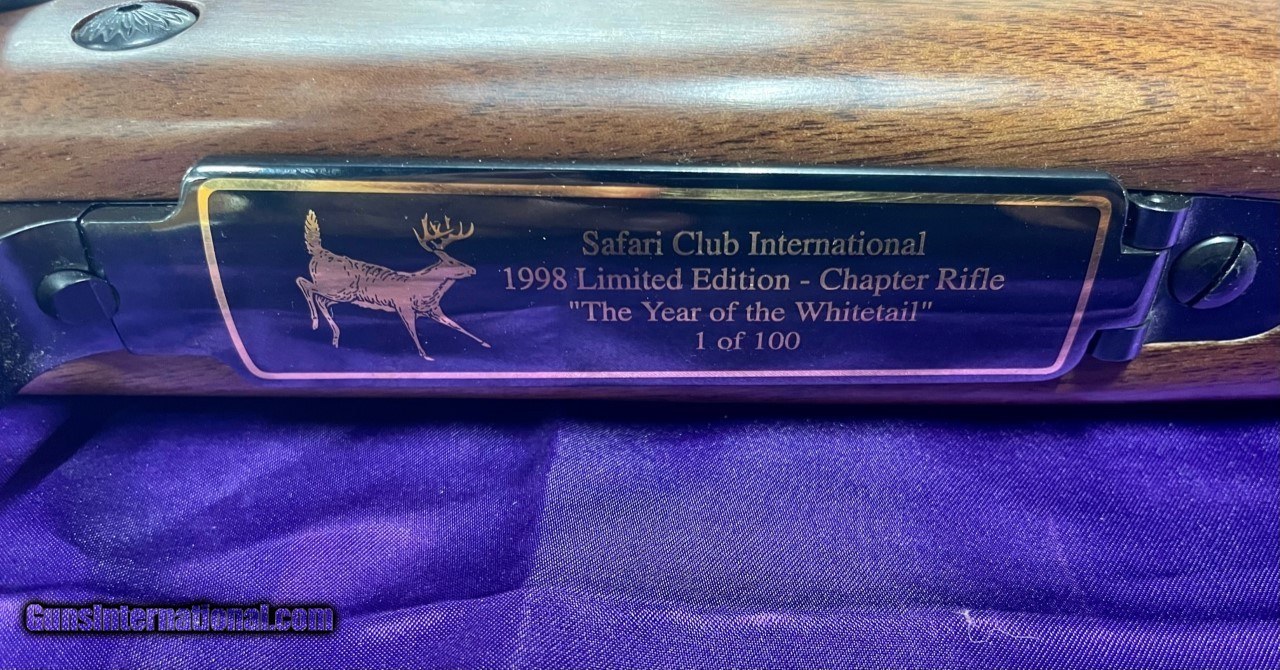 Safari Club International
1998 Limited Edition - Chapter Rifle
"The Year of the Whitetail"
1 of 100
GunsInternational.com